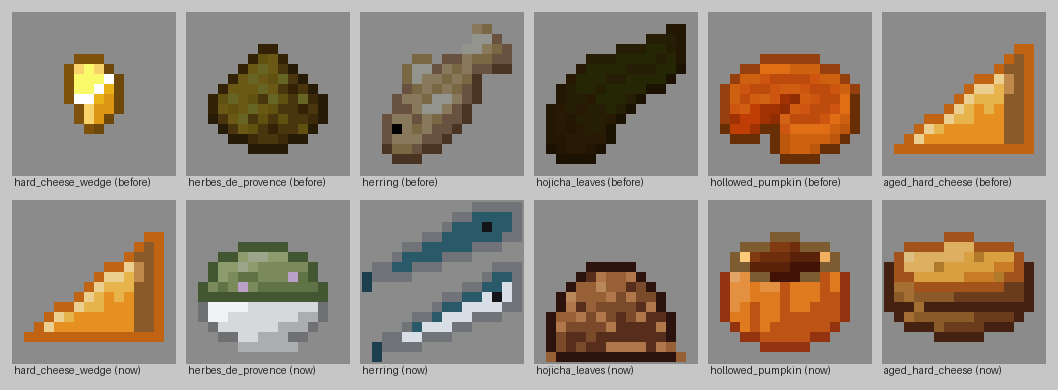 hard_cheese_wedge (before) herbes_de_provence (before) herring (before) hojicha_leaves (before) hollowed_pumpkin (before) aged_hard_cheese (before)
hard_cheese_wedge (now) herbes_de_provence (now) herring (now) hojicha_leaves (now) hollowed_pumpkin (now) aged_hard_cheese (now)